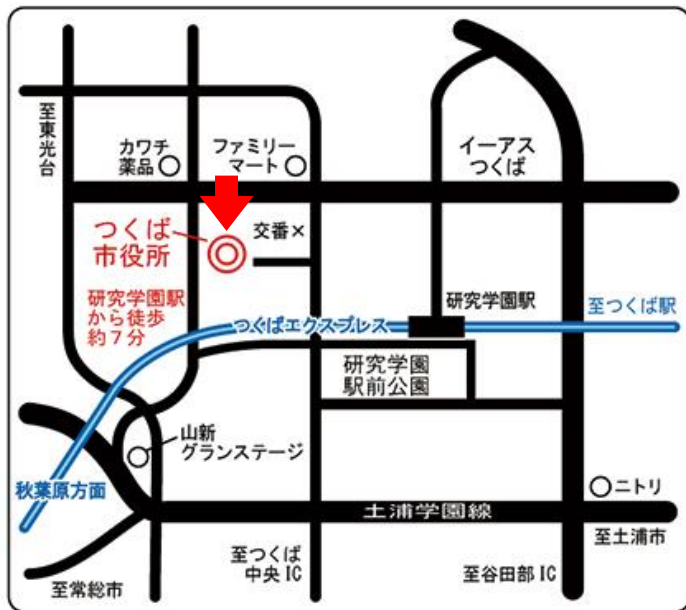 至東光台
カワチ
薬品
ファミリー
マート
イーアス
つくば
つくば
市役所
交番
研究学園駅
から徒歩
約7分
つくばエクスプレス
研究学園駅
至つくば駅
研究学園
駅前公園
山新
グランステージ
秋葉原方面
ニトリ
土浦学園線
至土浦市
至つくば
中央IC
至谷田部IC
至常総市